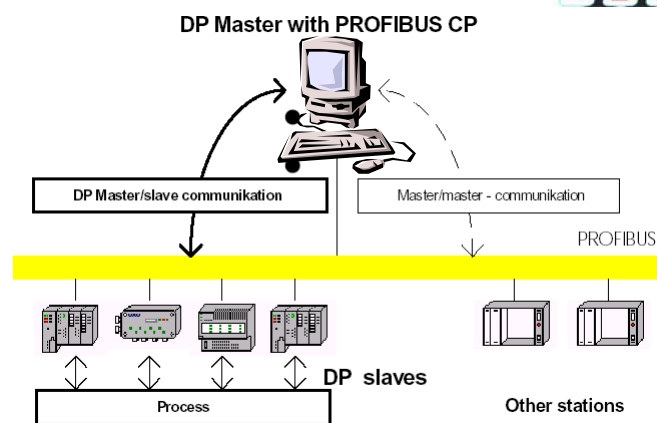 DP Master with PROFIBUS CP
DP Master/slave communikation
Master/master - communikation
PROFIBUS
DP slaves
Process
Other stations